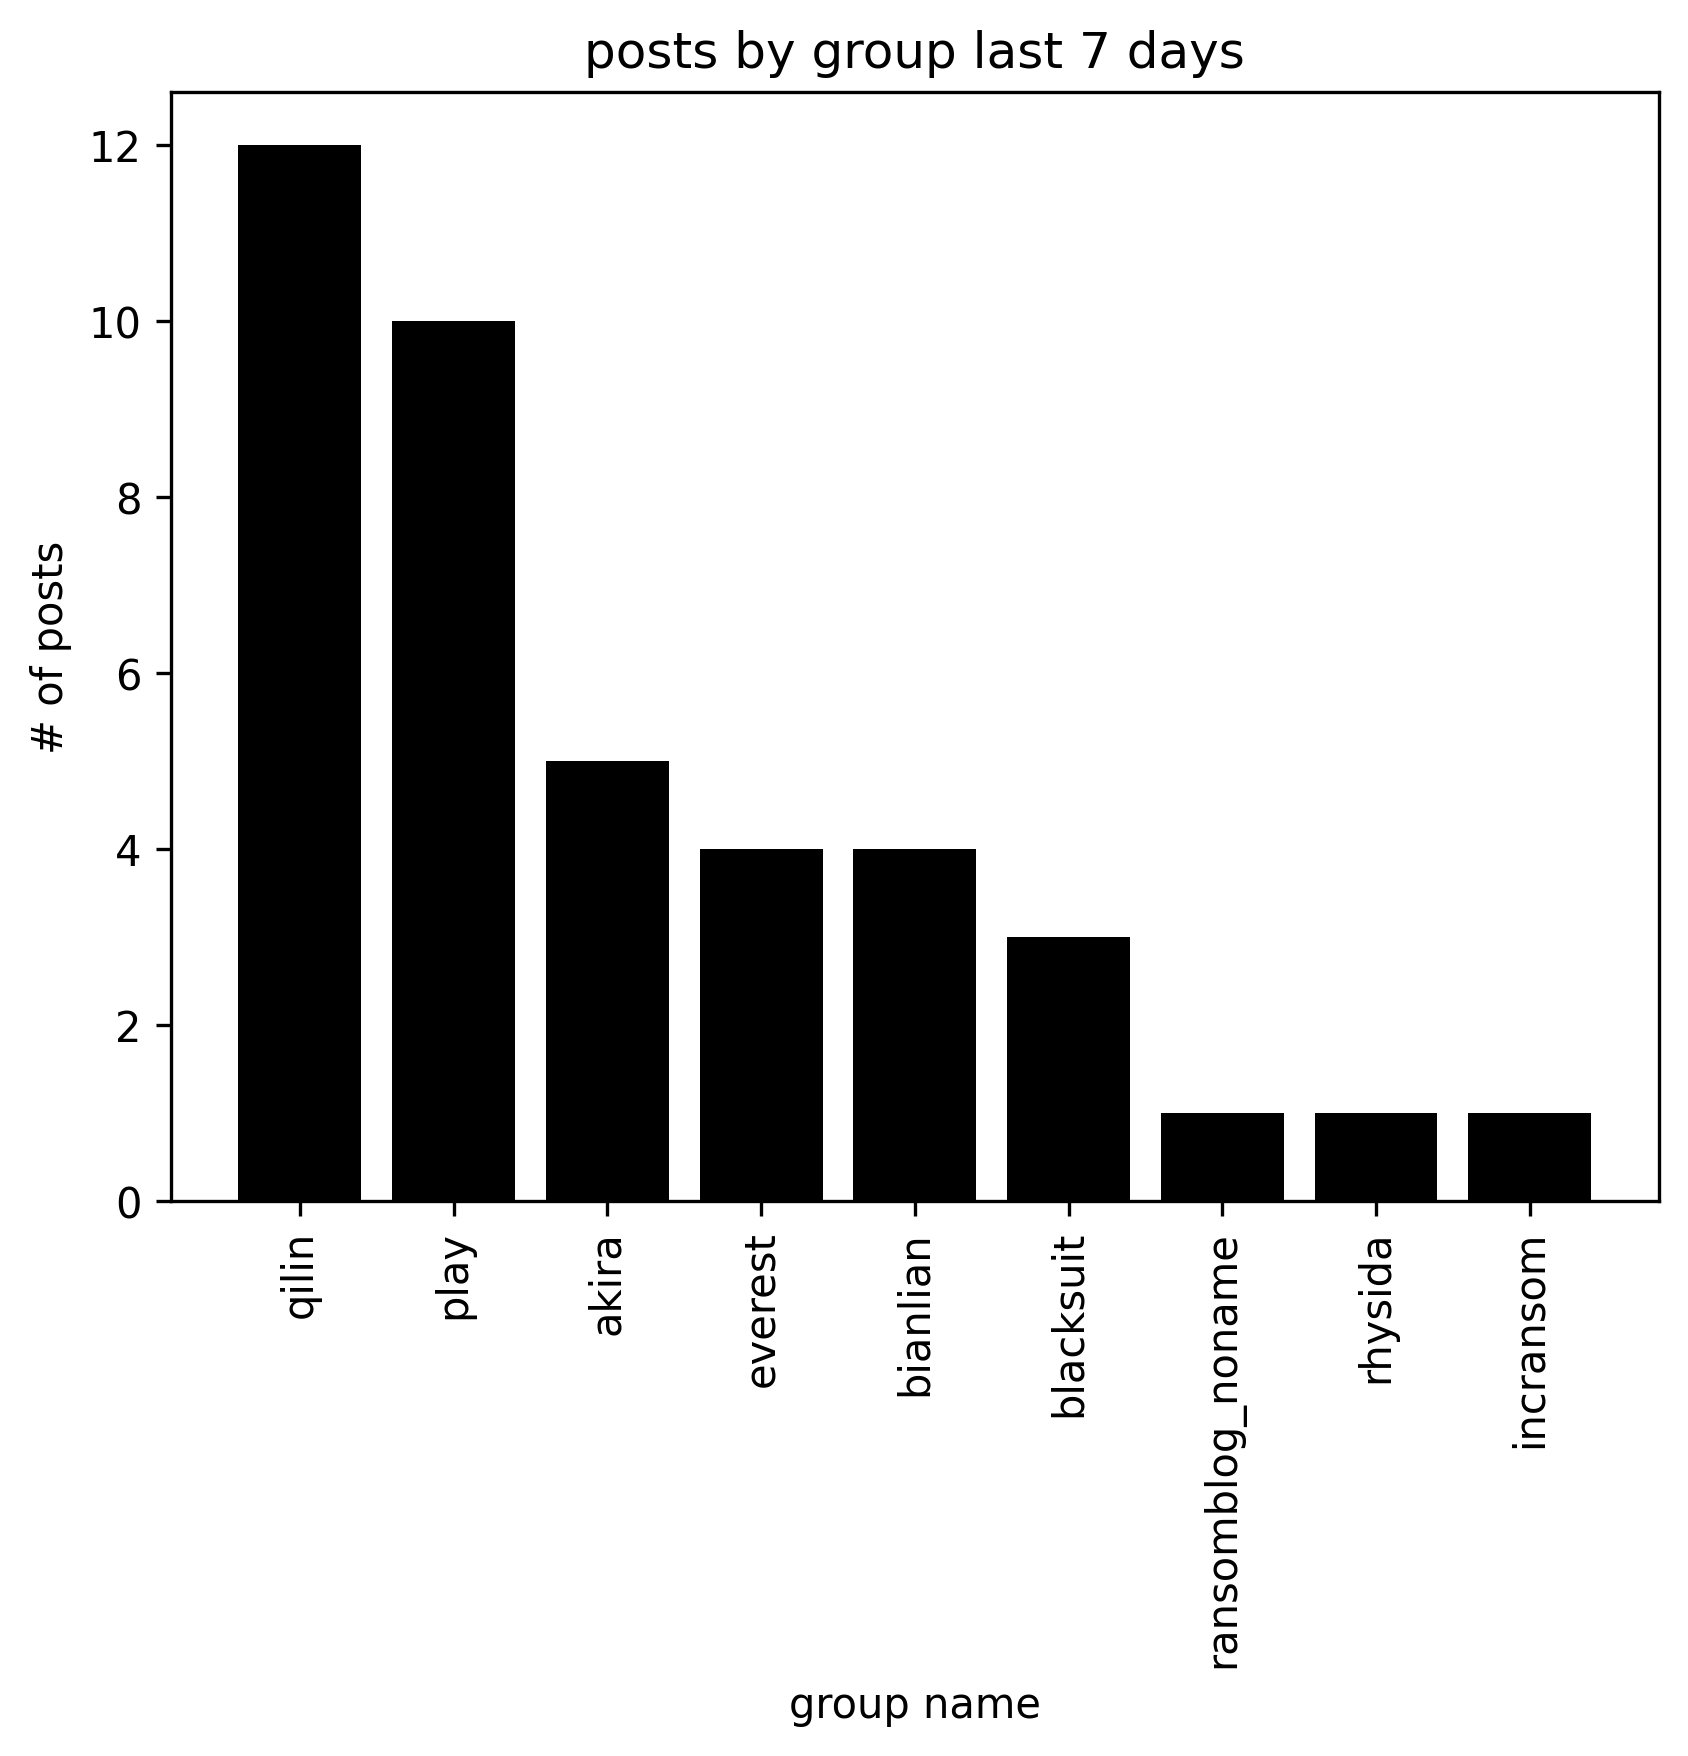 posts by group last 7 days
12
10
8
6
4
2
0
# of posts
qilin
play
akira
everest
bianlian
blacksuit
ransomblog_noname
rhysida
incransom
group name